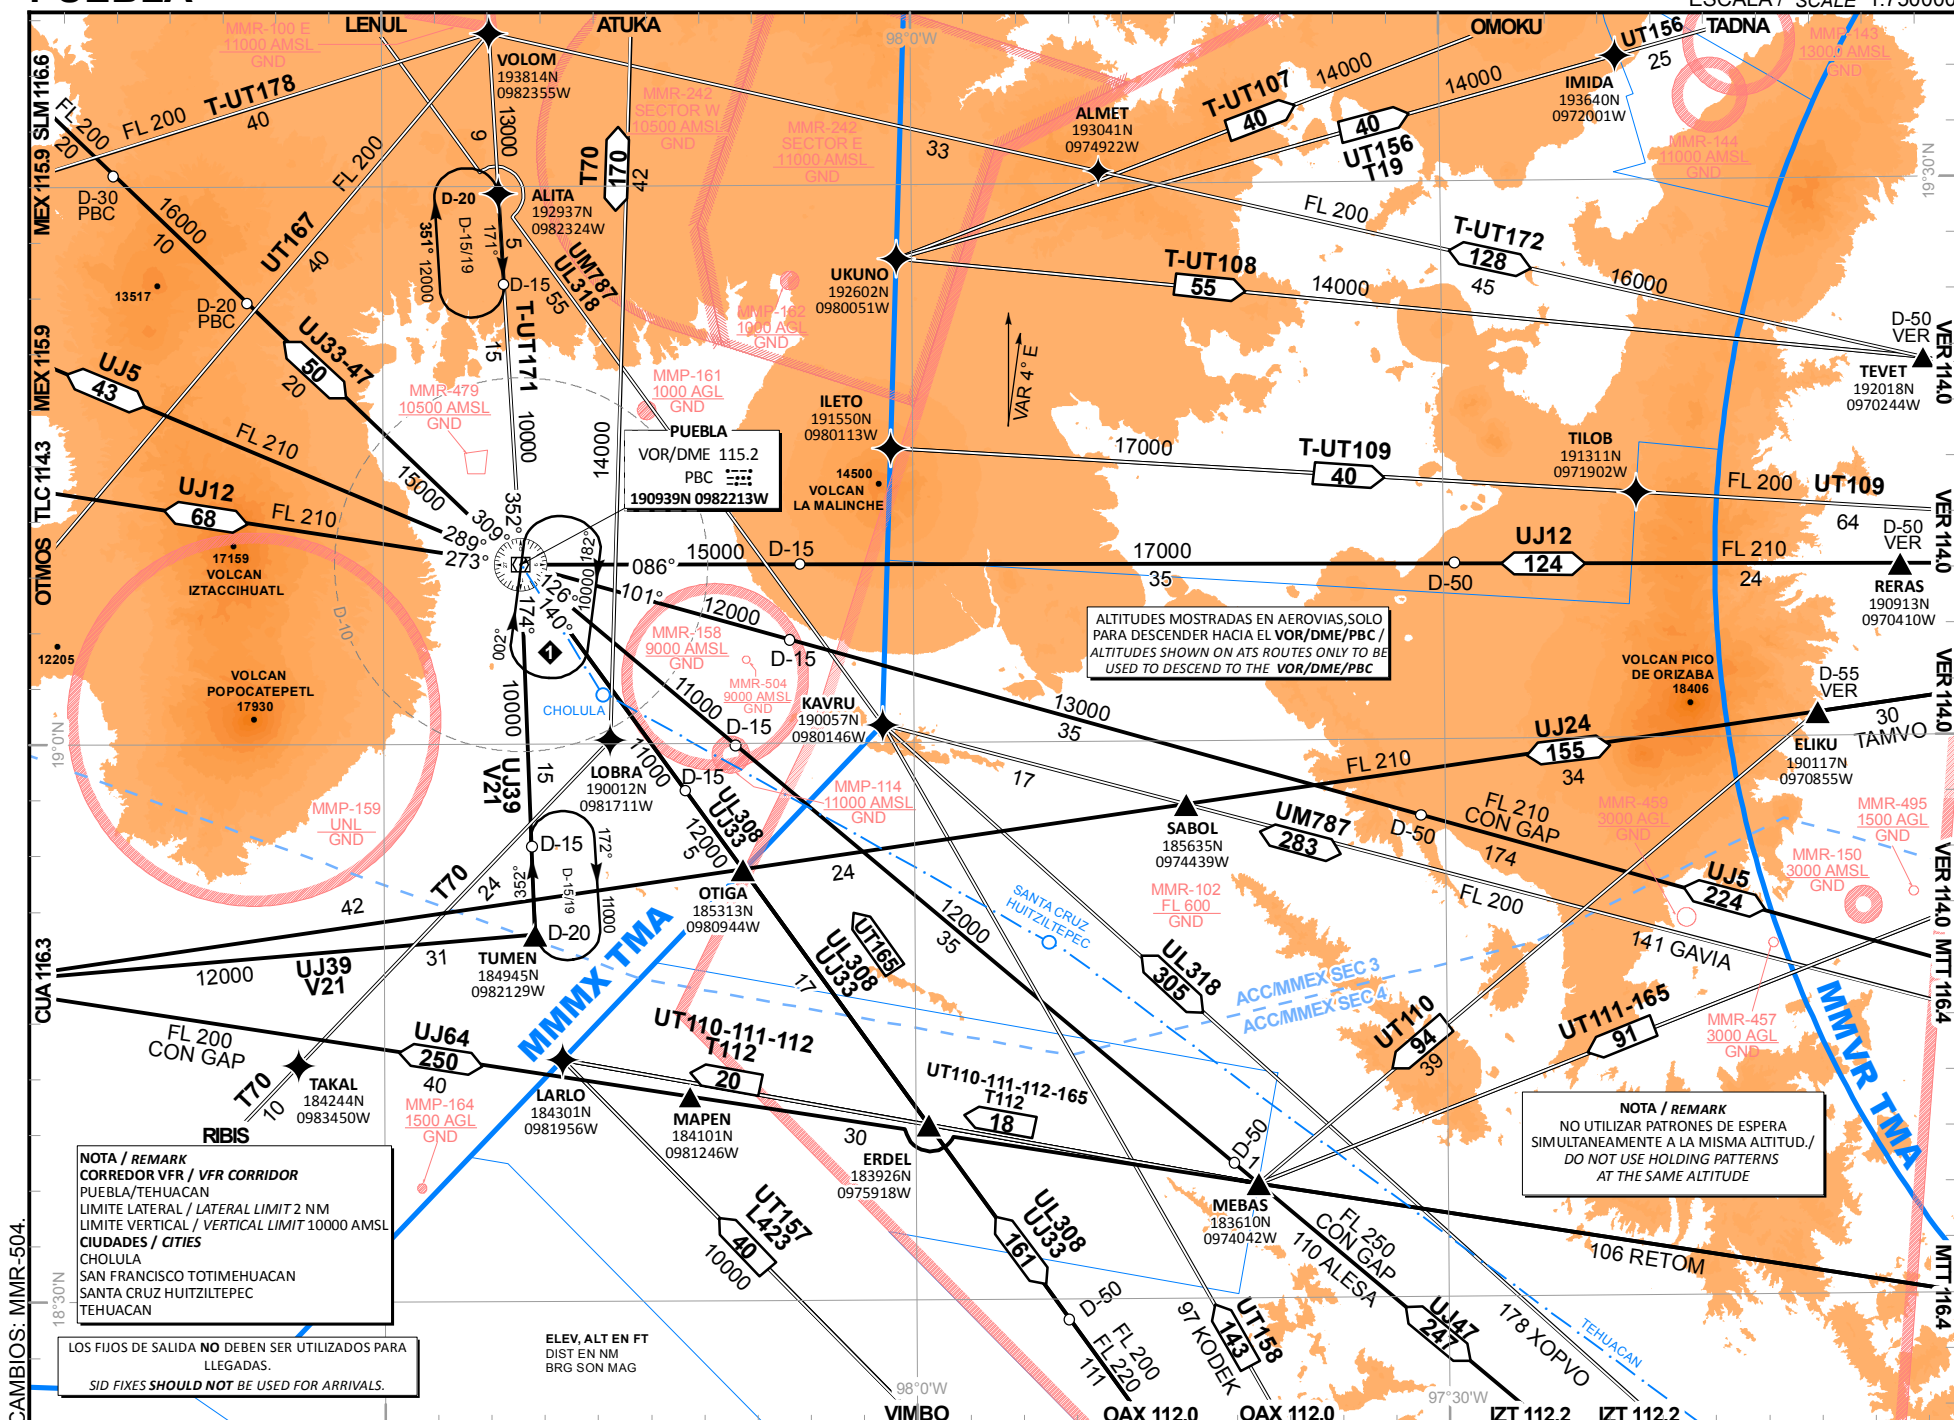 ESCALA / SCALE 1:750000
LENUL
ATUKA
98°0'W
OMOKU
UT156
TADNA
25
MMR-100 E
11000 AMSL
GND
MMR-143
13000 AMSL
GND
VOLOM
193814N
0982355W
IMIDA
193640N
0972001W
MEX 115.9 SLM 116.6
FL 200
20
FL 200
T-UT178
40
FL 200
9
13000
MMR-242
SECTOR W
10500 AMSL
GND
MMR-242
SECTOR E
11000 AMSL
GND
33
ALMET
193041N
0974922W
T-UT107
40
14000
40
14000
UT156
T19
MMR-144
11000 AMSL
GND
19°30'N
T70
170
42
D-30
PBC
16000
10
UT167
40
D-20
D-15/19
351° 12000
171°
5
ALITA
192937N
0982324W
D-15
UM787
UL318
55
FL 200
T-UT172
128
45
16000
T-UT108
55
14000
UKUNO
192602N
0980051W
13517
D-20
PBC
MMP-162
1000 AGL
GND
VAR 4° E
D-50
VER
TEVET
192018N
0970244W
VER 114.0
MEX 115.9
UJ5
43
UJ33-47
50
20
T-UT171
15
10000
MMR-479
10500 AMSL
GND
MMP-161
1000 AGL
GND
ILETO
191550N
0980113W
14500
VOLCAN
LA MALINCHE
17000
T-UT109
40
TILOB
191311N
0971902W
FL 200
UT109
64
VER 114.0
FL 210
15000
14000
PUEBLA
VOR/DME 115.2
PBC
190939N 0982213W
OTMOS TLC 114.3
UJ12
68
FL 210
309°
289°
273°
352°
17159
VOLCAN
IZTACCIHUATL
182°
10000
086°
15000
D-15
17000
35
D-50
UJ12
124
FL 210
24
D-50
VER
RERAS
190913N
0970410W
D-10
126°
140°
174°
002°
101°
12000
D-15
12205
VOLCAN
POPOCATEPETL
17930
1
MMR-158
9000 AMSL
GND
MMR-504
9000 AMSL
GND
ALTITUDES MOSTRADAS EN AEROVIAS,SOLO
PARA DESCENDER HACIA EL VOR/DME/PBC /
ALTITUDES SHOWN ON ATS ROUTES ONLY TO BE
USED TO DESCEND TO THE VOR/DME/PBC
VOLCAN PICO
DE ORIZABA
18406
D-55
VER
VER 114.0
CHOLULA
11000
D-15
KAVRU
190057N
0980146W
13000
35
UJ24
155
34
FL 210
ELIKU
190117N
0970855W
30
TAMVO
19°0'N
10000
15
UJ39
V21
LOBRA
190012N
0981711W
11000
D-15
UL308
UJ33
12000
5
MMP-114
11000 AMSL
GND
17
MMP-159
UNL
GND
SABOL
185635N
0974439W
UM787
283
D-50
FL 210
CON GAP
174
MMR-459
3000 AGL
GND
MMR-495
1500 AGL
GND
MMR-150
3000 AMSL
GND
VER 114.0
D-15
172°
352°
D-15/19
11000
D-20
T70
24
42
OTIGA
185313N
0980944W
24
MMR-102
FL 600
GND
FL 200
UJ5
224
SANTA CRUZ
HUITZILTEPEC
12000
35
141 GAVIA
MTT 116.4
CUA 116.3
12000
UJ39
V21
31
TUMEN
184945N
0982129W
MMMX TMA
UT165
UL308
UJ33
17
UL318
305
ACC/MMEX SEC 3
ACC/MMEX SEC 4
UT110
94
39
UT111-165
91
MMR-457
3000 AGL
GND
MMVR TMA
FL 200
CON GAP
UJ64
250
40
UT110-111-112
T112
20
UT110-111-112-165
T112
18
T70
10
TAKAL
184244N
0983450W
RIBIS
MMP-164
1500 AGL
GND
LARLO
184301N
0981956W
MAPEN
184101N
0981246W
30
ERDEL
183926N
0975918W
D-50
1
MEBAS
183610N
0974042W
NOTA / REMARK
NO UTILIZAR PATRONES DE ESPERA
SIMULTANEAMENTE A LA MISMA ALTITUD./
DO NOT USE HOLDING PATTERNS
AT THE SAME ALTITUDE
NOTA / REMARK
CORREDOR VFR / VFR CORRIDOR
PUEBLA/TEHUACAN
LIMITE LATERAL / LATERAL LIMIT 2 NM
LIMITE VERTICAL / VERTICAL LIMIT 10000 AMSL
CIUDADES / CITIES
CHOLULA
SAN FRANCISCO TOTIMEHUACAN
SANTA CRUZ HUITZILTEPEC
TEHUACAN
18°30'N
UT157
L423
40
10000
UL308
UJ33
161
D-50
FL 200
FL 220
111
UT158
143
97 KODEK
FL 250
CON GAP
110 ALESA
UJ47
247
106 RETOM
178 XOPVO
TEHUACAN
MTT 116.4
LOS FIJOS DE SALIDA NO DEBEN SER UTILIZADOS PARA
LLEGADAS.
SID FIXES SHOULD NOT BE USED FOR ARRIVALS.
ELEV, ALT EN FT
DIST EN NM
BRG SON MAG
98°0'W
97°30'W
VIMBO
OAX 112.0
OAX 112.0
IZT 112.2
IZT 112.2
CAMBIOS: MMR-504.